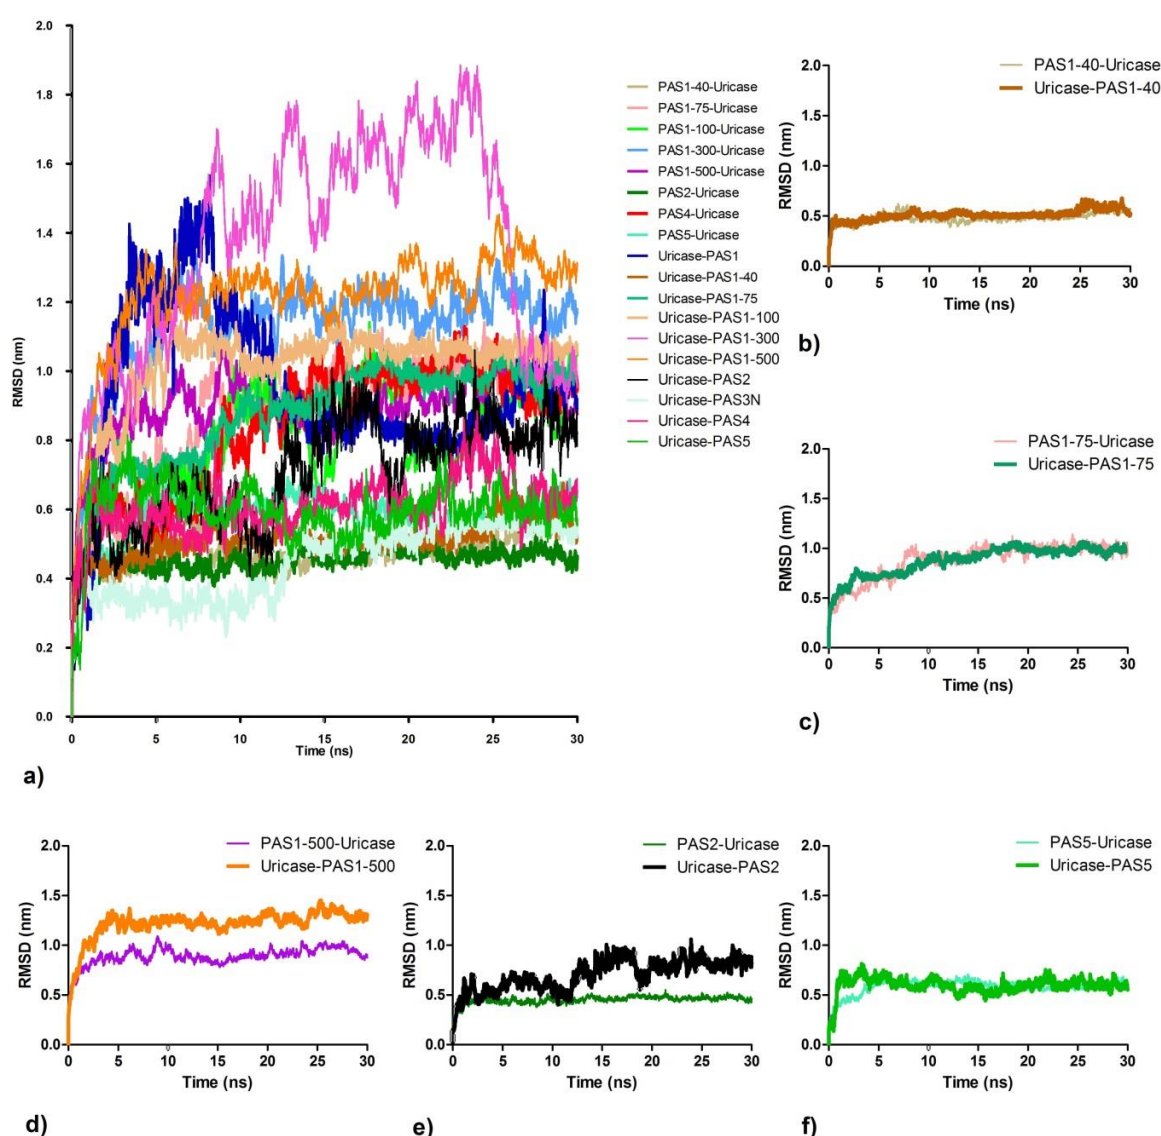 2.0
1.8
1.6
1.4
1.2
1.0
0.8
0.6
0.4
0.2
0.0
RMSD (nm)
0 5 10 15 20 25 30
Time (ns)
PAS1-40-Uricase
PAS1-75-Uricase
PAS1-100-Uricase
PAS1-300-Uricase
PAS1-500-Uricase
PAS2-Uricase
PAS4-Uricase
PAS5-Uricase
Uricase-PAS1
Uricase-PAS1-40
Uricase-PAS1-75
Uricase-PAS1-100
Uricase-PAS1-300
Uricase-PAS1-500
Uricase-PAS2
Uricase-PAS3N
Uricase-PAS4
Uricase-PAS5
a)
PAS1-40-Uricase
Uricase-PAS1-40
2.0
1.5
1.0
0.5
0.0
RMSD (nm)
0 5 10 15 20 25 30
Time (ns)
b)
PAS1-75-Uricase
Uricase-PAS1-75
2.0
1.5
1.0
0.5
0.0
RMSD (nm)
0 5 10 15 20 25 30
Time (ns)
c)
PAS1-500-Uricase
Uricase-PAS1-500
2.0
1.5
1.0
0.5
0.0
RMSD (nm)
0 5 10 15 20 25 30
Time (ns)
d)
PAS2-Uricase
Uricase-PAS2
2.0
1.5
1.0
0.5
0.0
RMSD (nm)
0 5 10 15 20 25 30
Time (ns)
e)
PAS5-Uricase
Uricase-PAS5
2.0
1.5
1.0
0.5
0.0
RMSD (nm)
0 5 10 15 20 25 30
Time (ns)
f)